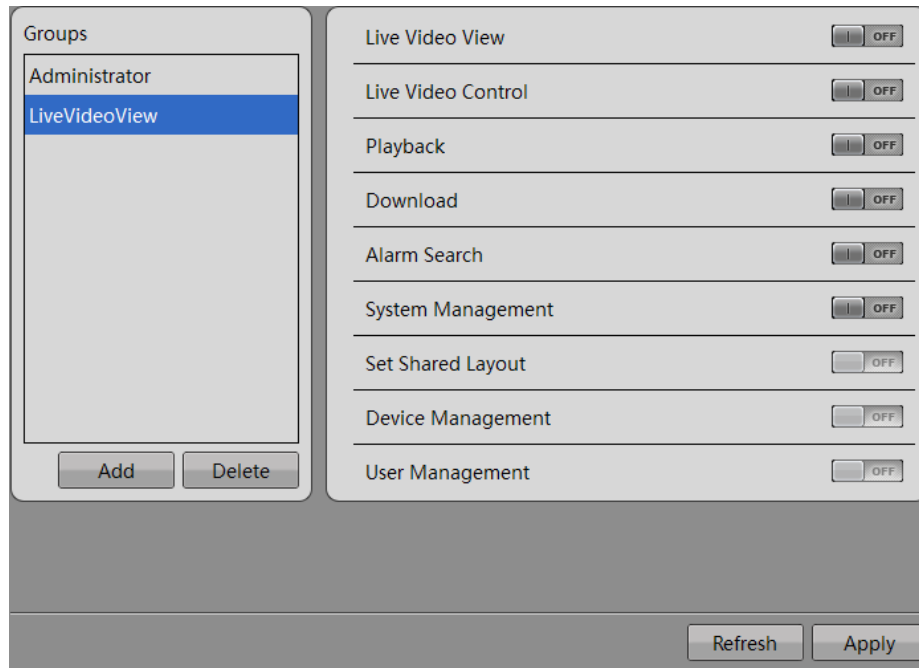 Groups
Administrator
LiveVideoView
Add Delete
Live Video View OFF
Live Video Control OFF
Playback OFF
Download OFF
Alarm Search OFF
System Management OFF
Set Shared Layout OFF
Device Management OFF
User Management OFF
Refresh Apply